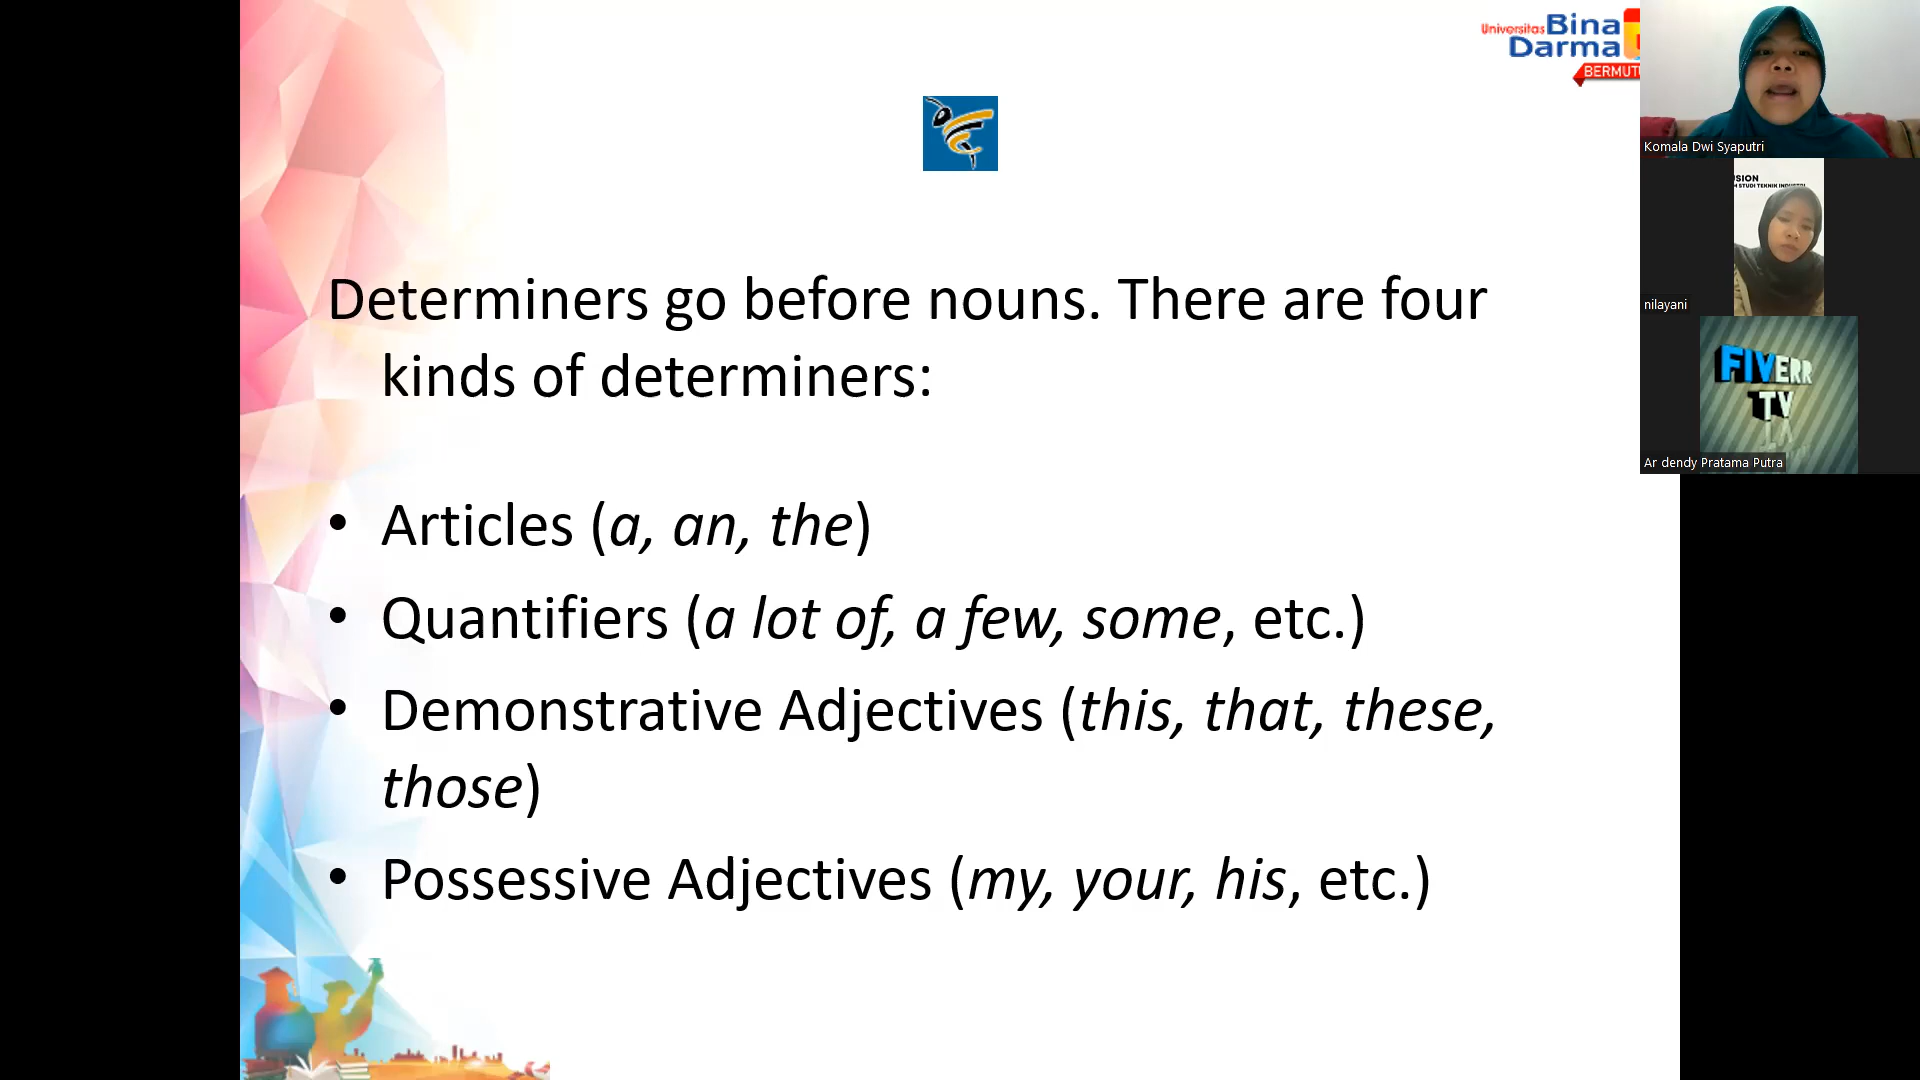 Universitas Bina
Darma
Determiners go before nouns. There are four
kinds of determiners:
• Articles (a, an, the)
• Quantifiers (a lot of, a few, some, etc.)
• Demonstrative Adjectives (this, that, these,
those)
• Possessive Adjectives (my, your, his, etc.)
Komala Dwi Syaputri
STUDI TEKNIK
nilayani
FIVERR
TV
Ar dendy Pratama Putra